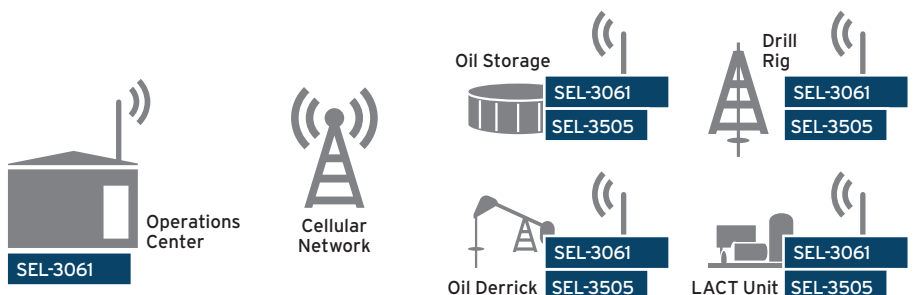 Operations
Center
SEL-3061
Cellular
Network
Oil Storage
SEL-3061
SEL-3505
Drill
Rig
SEL-3061
SEL-3505
Oil Derrick
SEL-3061
SEL-3505
LACT Unit
SEL-3061
SEL-3505